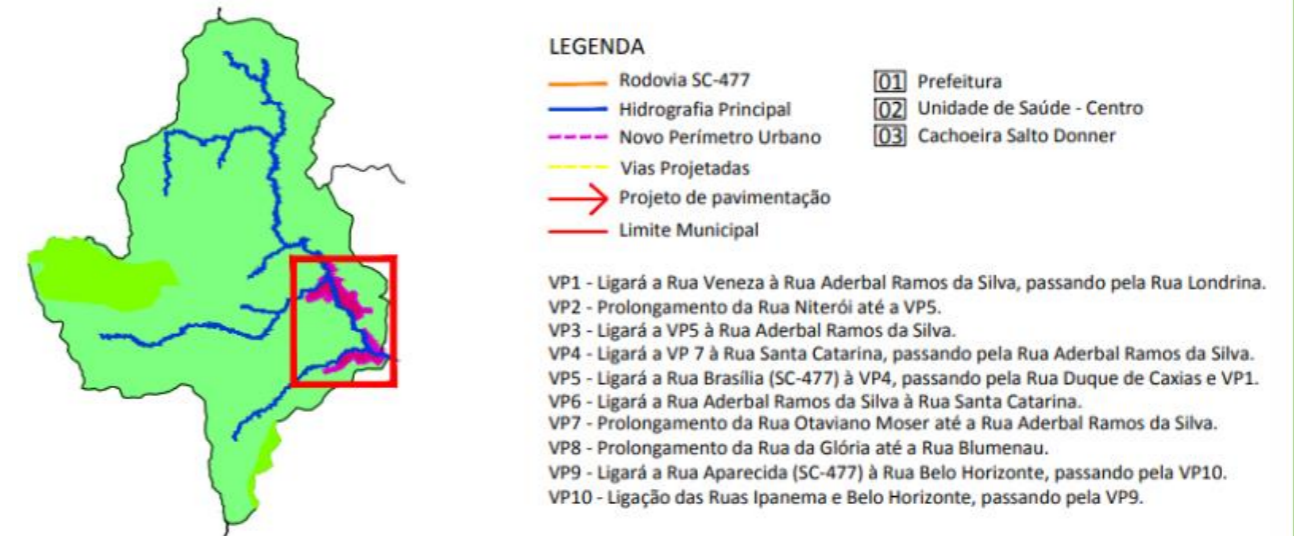 LEGENDA
Rodovia SC-477
Hidrografia Principal
Novo Perímetro Urbano
Vias Projetadas
Projeto de pavimentação
Limite Municipal
01 Prefeitura
02 Unidade de Saúde - Centro
03 Cachoeira Salto Donner
VP1 - Ligará a Rua Veneza à Rua Aderbal Ramos da Silva, passando pela Rua Londrina.
VP2 - Prolongamento da Rua Niterói até a VP5.
VP3 - Ligará a VP5 à Rua Aderbal Ramos da Silva.
VP4 - Ligará a VP 7 à Rua Santa Catarina, passando pela Rua Aderbal Ramos da Silva.
VP5 - Ligará a Rua Brasília (SC-477) à VP4, passando pela Rua Duque de Caxias e VP1.
VP6 - Ligará a Rua Aderbal Ramos da Silva à Rua Santa Catarina.
VP7 - Prolongamento da Rua Otaviano Moser até a Rua Aderbal Ramos da Silva.
VP8 - Prolongamento da Rua da Glória até a Rua Blumenau.
VP9 - Ligará a Rua Aparecida (SC-477) à Rua Belo Horizonte, passando pela VP10.
VP10 - Ligação das Ruas Ipanema e Belo Horizonte, passando pela VP9.